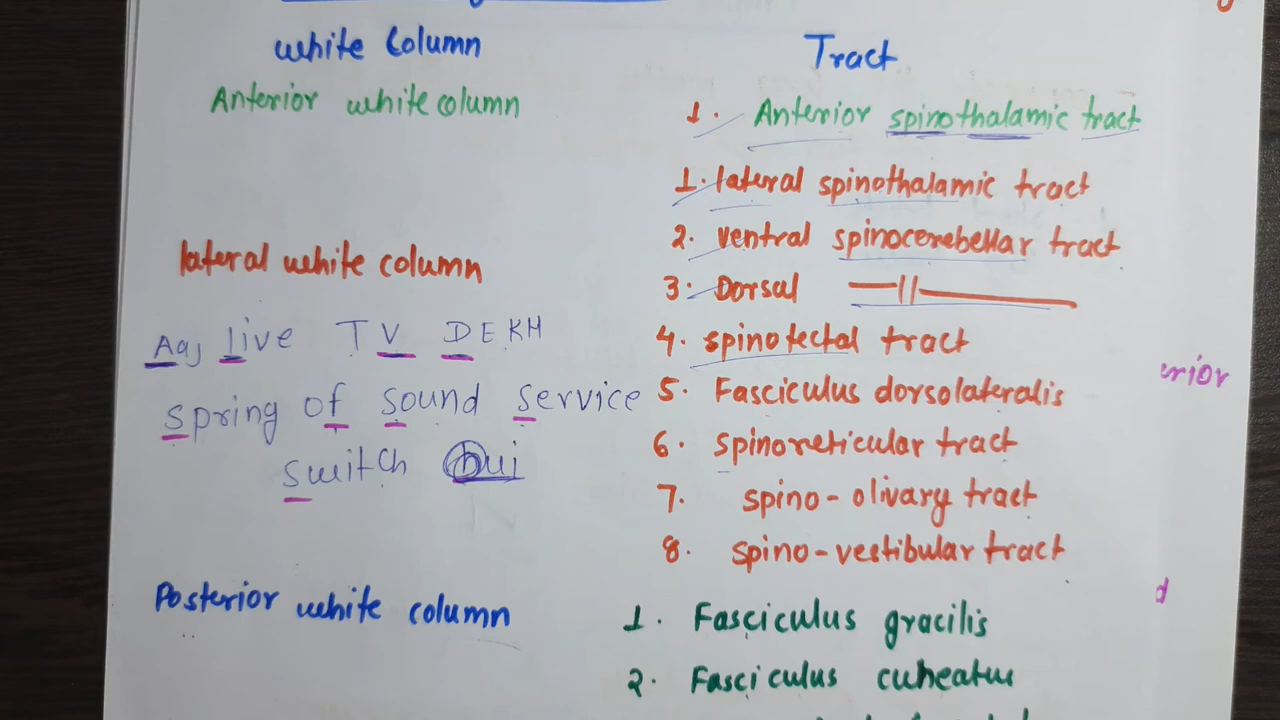 white Column
Tract
Anterior white column
1. Anterior spinothalamic tract
1. lateral spinothalamic tract
2. ventral spinocerebellar tract
lateral white column
3. Dorsal
Aaj live TV DEKH
4. spinotectal tract
erior
spring of sound service
5. Fasciculus dorsolateralis
6. spinoreticular tract
switch hui
7. spino-olivary tract
8. spino-vestibular tract
Posterior white column
d
1. Fasciculus gracilis
2. Fasciculus cuneatus